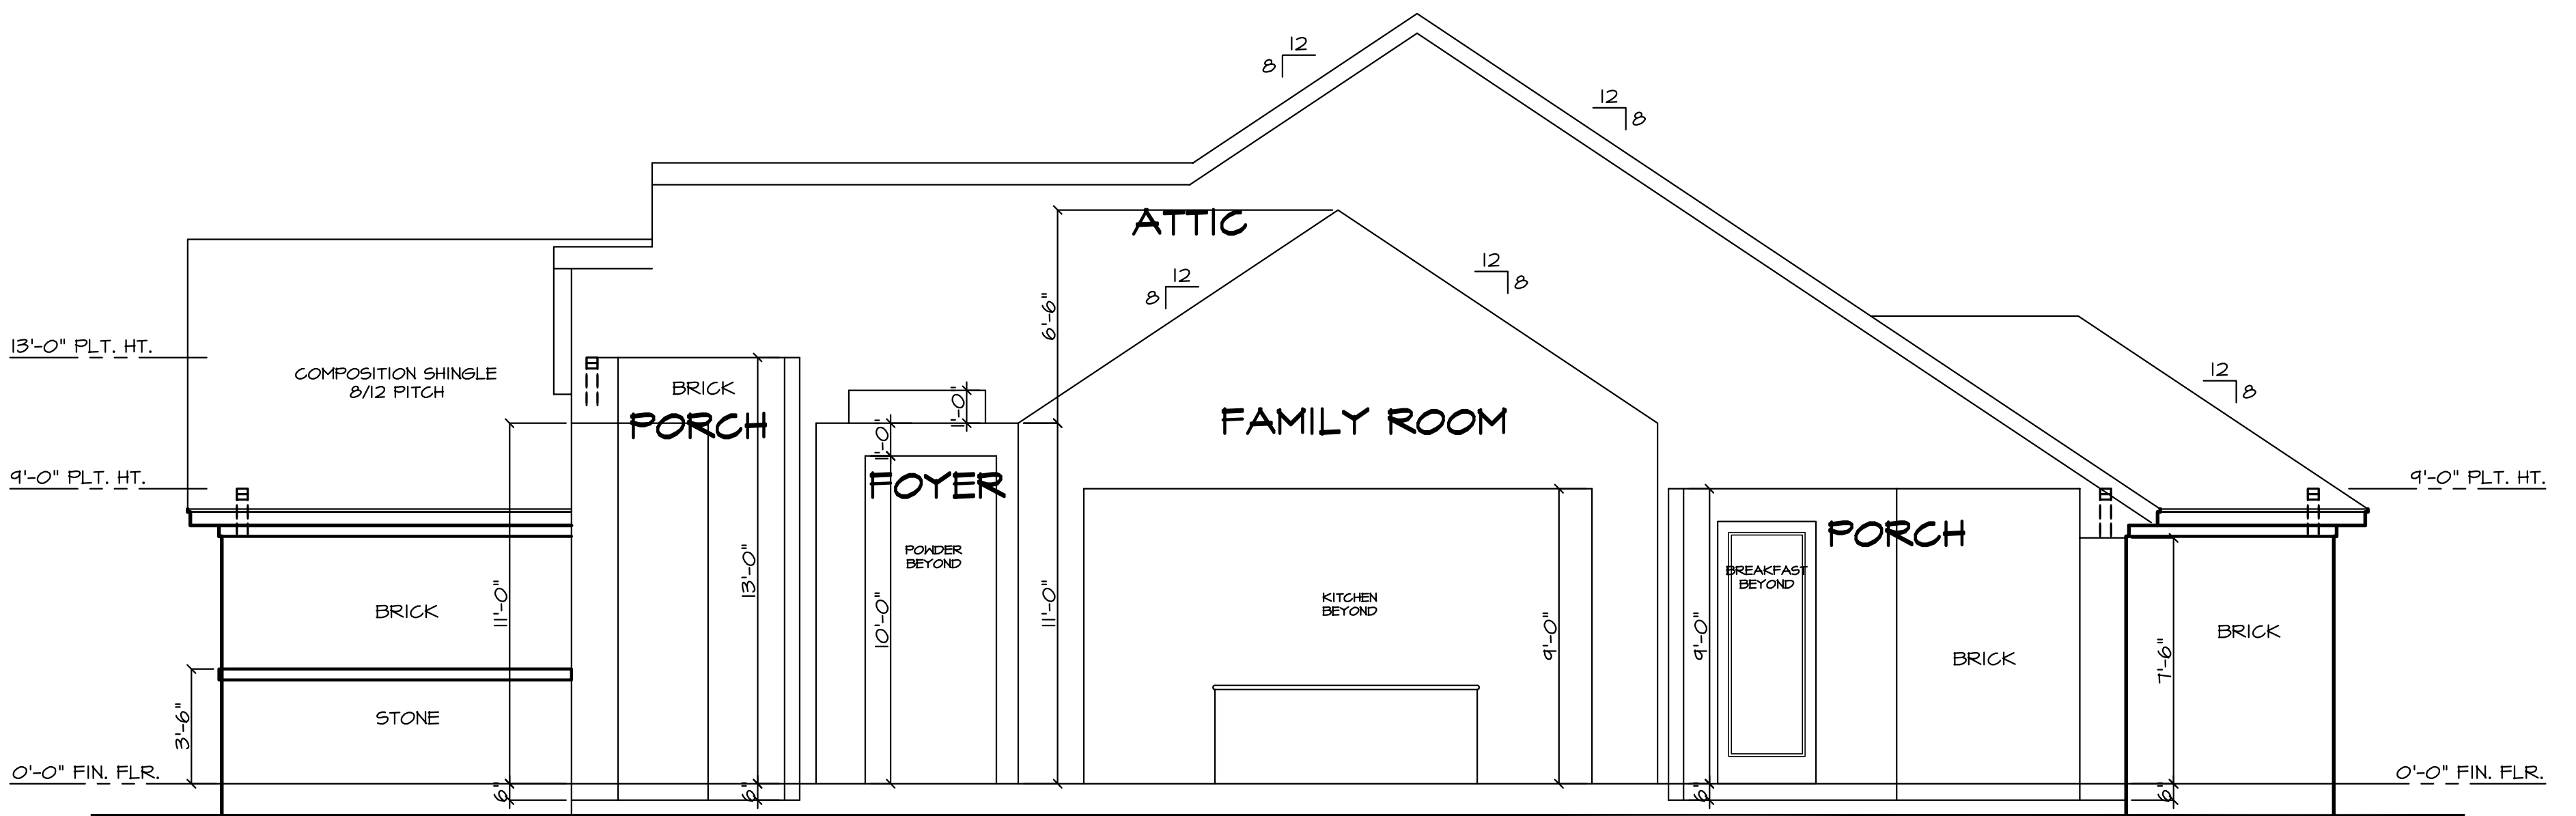 12
8
12
8
ATTIC
12
8
12
8
6'-6"
13'-0" PLT. HT.
COMPOSITION SHINGLE
8/12 PITCH
BRICK
PORCH
1'-0"
1'-0"
FAMILY ROOM
12
8
9'-0" PLT. HT.
9'-0" PLT. HT.
FOYER
PORCH
POWDER
BEYOND
13'-0"
BREAKFAST
BEYOND
BRICK
11'-0"
10'-0"
11'-0"
KITCHEN
BEYOND
9'-0"
9'-0"
BRICK
7'-6"
BRICK
STONE
3'-6"
0'-0" FIN. FLR.
0'-0" FIN. FLR.
6"
6"
6"
6"